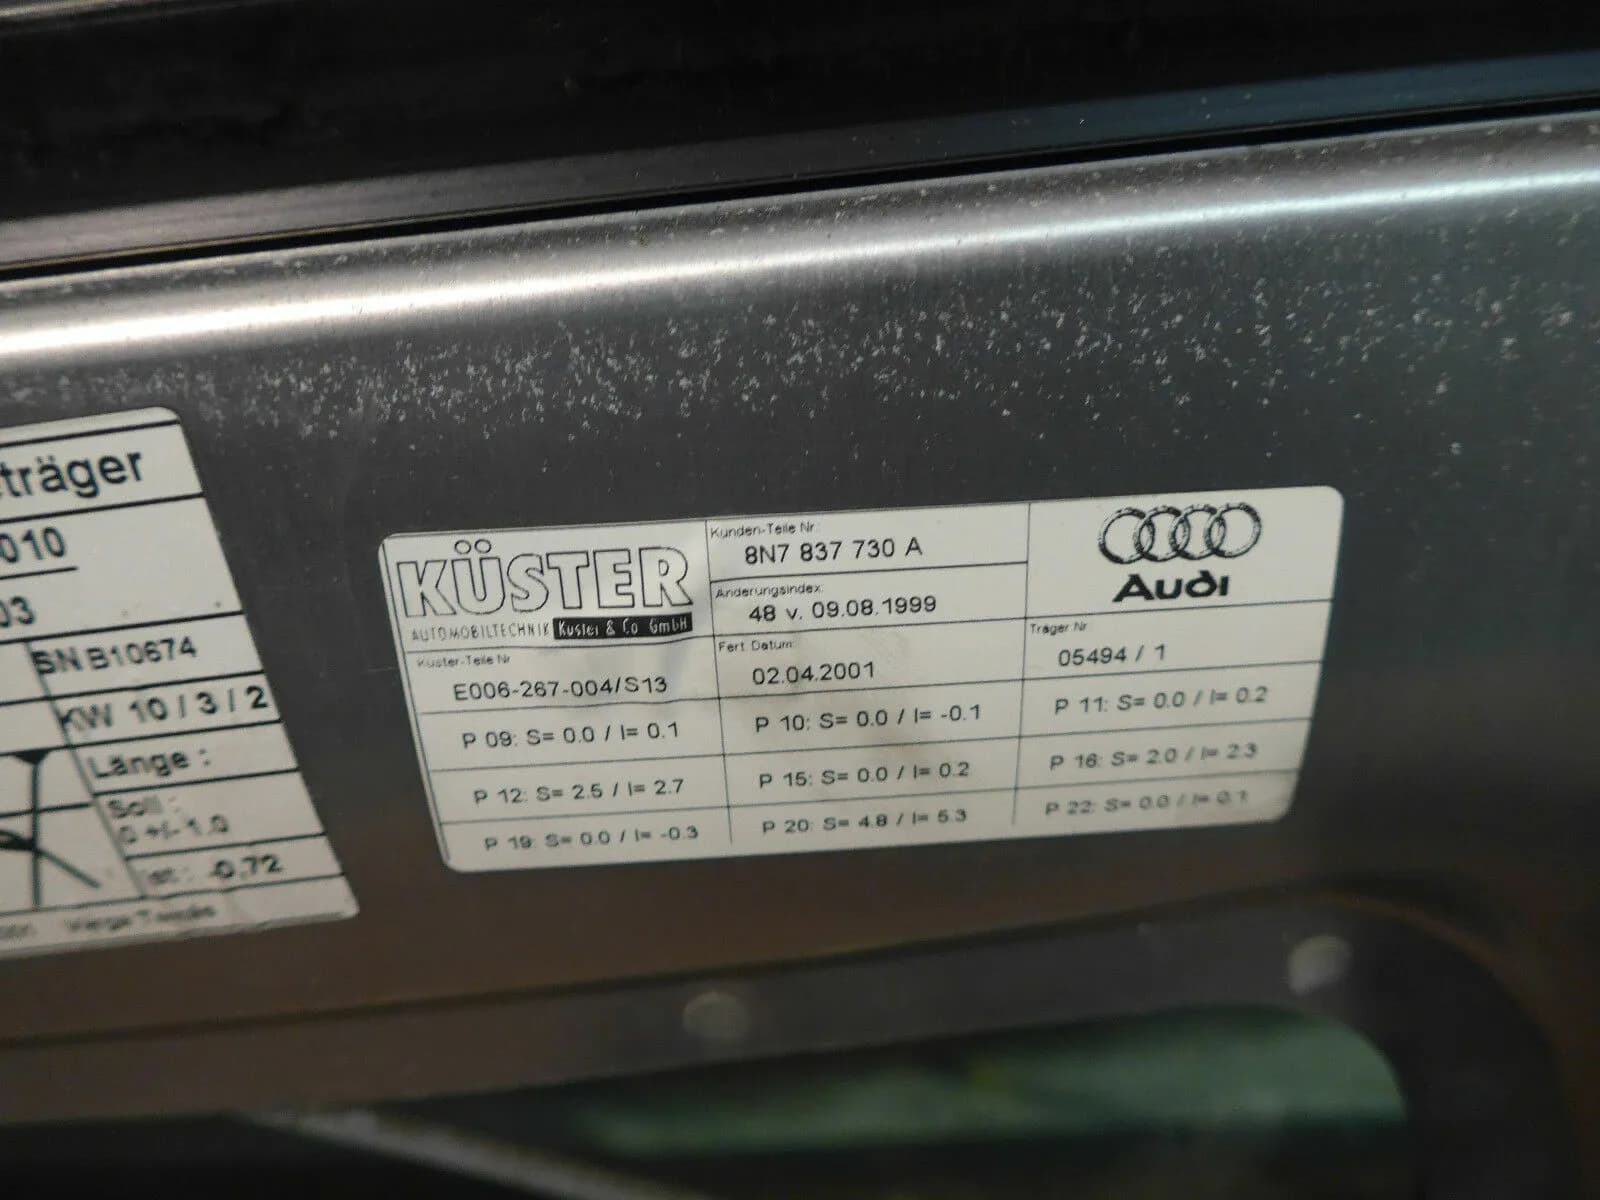 träger
010
03
SN B10674
KW 10 / 3 / 2
Länge :
Soll :
0 +/- 1.0
Ist : -0,72
KÜSTER
AUTOMOBILTECHNIK Küster & Co GmbH
Kunden-Teile Nr.
8N7 837 730 A
Änderungsindex:
48 v. 09.08.1999
Audi
Küster-Teile Nr
E006-267-004/S13
Fert Datum:
02.04.2001
Träger Nr
05494 / 1
P 09: S= 0.0 / I= 0.1
P 10: S= 0.0 / I= -0.1
P 11: S= 0.0 / I= 0.2
P 12: S= 2.5 / I= 2.7
P 15: S= 0.0 / I= 0.2
P 16: S= 2.0 / I= 2.3
P 19: S= 0.0 / I= -0.3
P 20: S= 4.8 / I= 5.3
P 22: S= 0.0 / I= 0.1